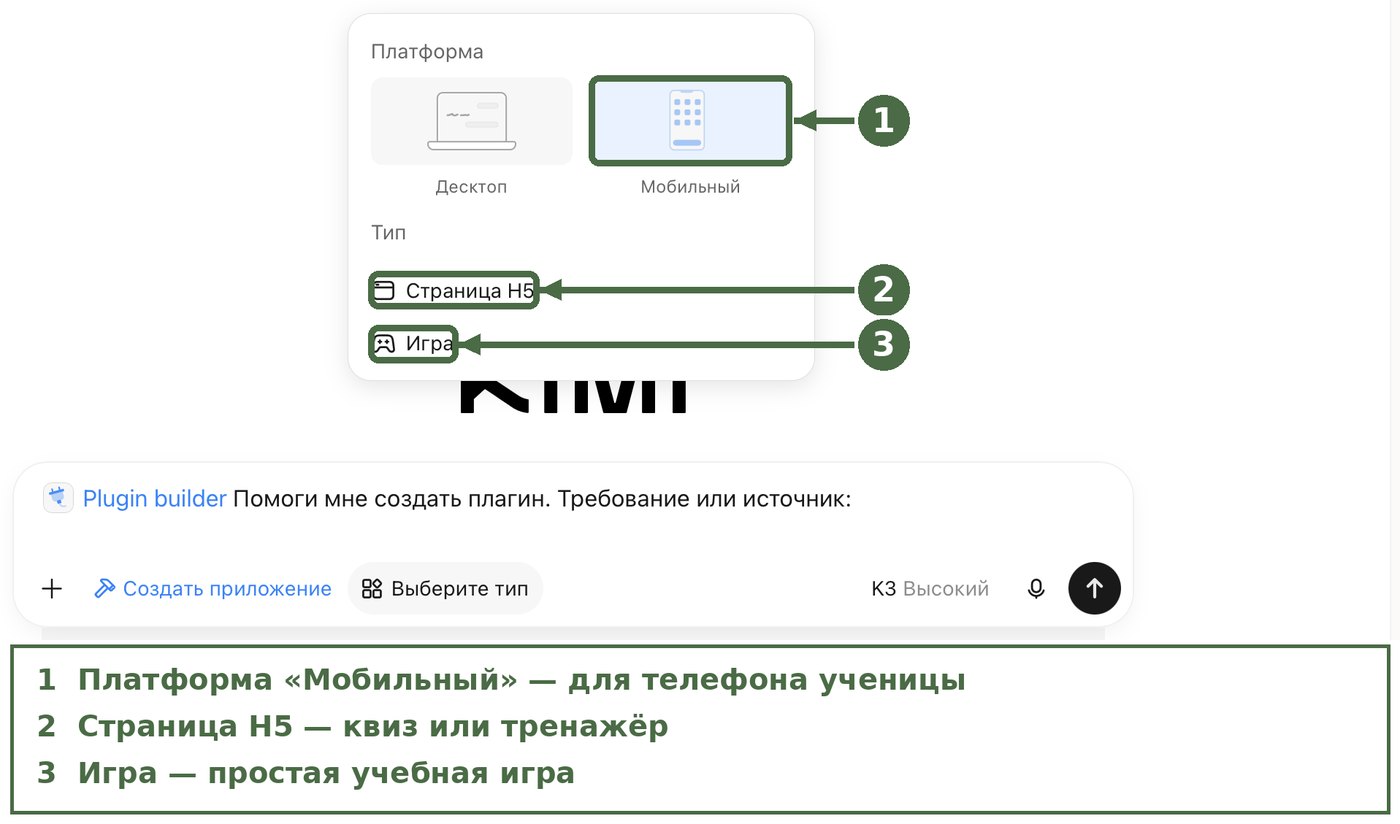 Платформа
Десктоп
Мобильный
1
Тип
Страница H5
2
Игра
3
KIMI
Plugin builder Помоги мне создать плагин. Требование или источник:
Создать приложение
Выберите тип
K3 Высокий
1 Платформа «Мобильный» — для телефона ученицы
2 Страница H5 — квиз или тренажёр
3 Игра — простая учебная игра